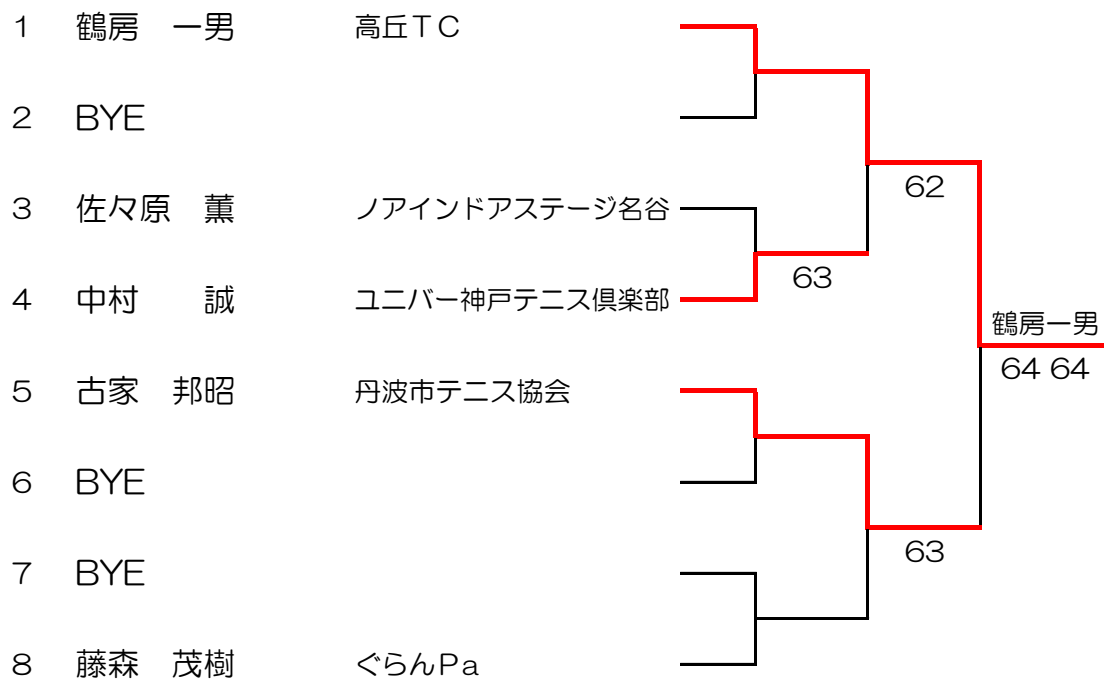 1 鶴房 一男 高丘TC
2 BYE
62
3 佐々原 薫 ノアインドアステージ名谷
63
4 中村 誠 ユニバー神戸テニス倶楽部
鶴房一男
64 64
5 古家 邦昭 丹波市テニス協会
6 BYE
63
7 BYE
8 藤森 茂樹 ぐらんPa